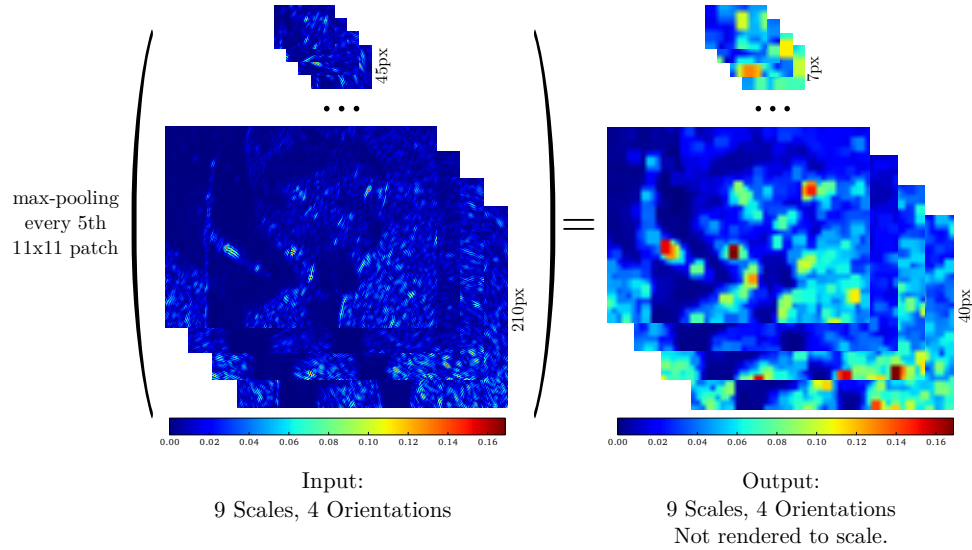 max-pooling
every 5th
11x11 patch
45px
• • •
210px
0.00 0.02 0.04 0.06 0.08 0.10 0.12 0.14 0.16
Input:
9 Scales, 4 Orientations
=
7px
• • •
40px
0.00 0.02 0.04 0.06 0.08 0.10 0.12 0.14 0.16
Output:
9 Scales, 4 Orientations
Not rendered to scale.